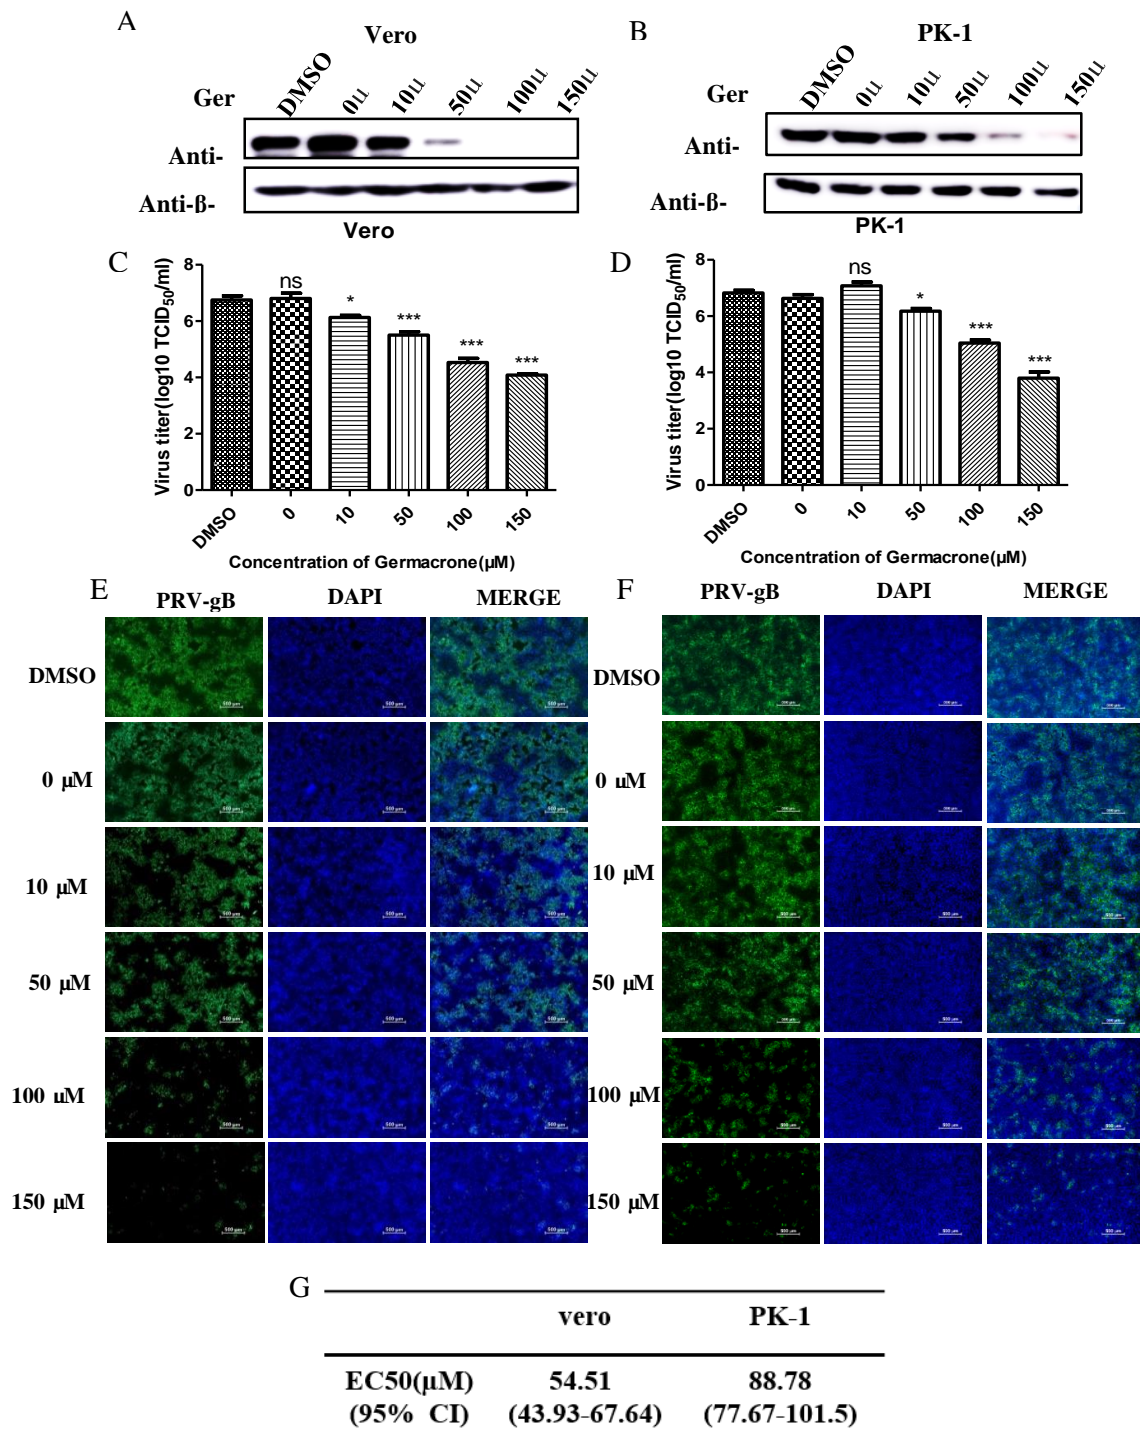 A
Vero
Ger
DMSO
0μ
10μ
50μ
100μ
150μ
Anti-
Anti-β-
B
PK-1
Ger
DMSO
0μ
10μ
50μ
100μ
150μ
Anti-
Anti-β-
C
Vero
Virus titer(log10 TCID50/ml)
8
6
4
2
0
ns
*
***
***
***
DMSO
0
10
50
100
150
Concentration of Germacrone(μM)
D
PK-1
Virus titer(log10 TCID50/ml)
8
6
4
2
0
ns
*
***
***
DMSO
0
10
50
100
150
Concentration of Germacrone(μM)
E
PRV-gB DAPI MERGE
DMSO
0 μM
10 μM
50 μM
100 uM
150 μM
F
PRV-gB DAPI MERGE
DMSO
0 uM
10 μM
50 μM
100 μM
150 μM
G
vero PK-1
EC50(μM) 54.51 88.78
(95% CI) (43.93-67.64) (77.67-101.5)